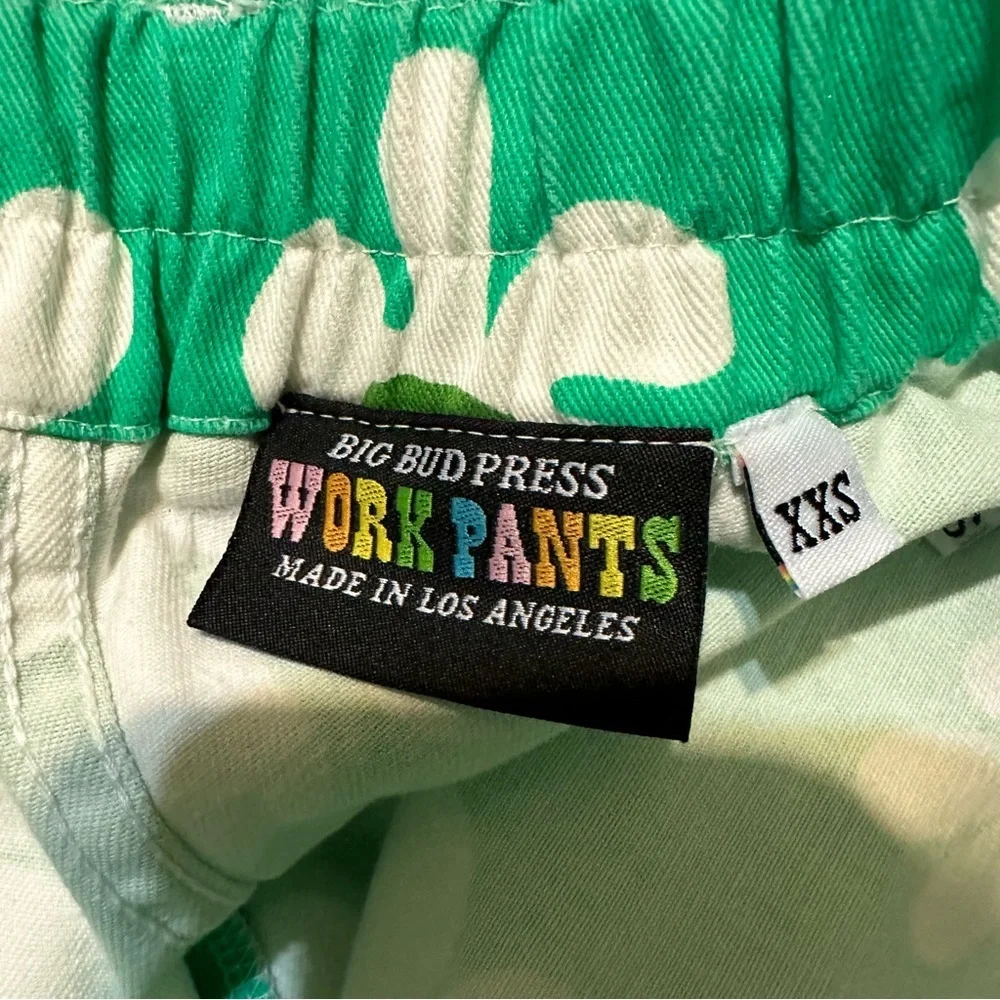 BIG BUD PRESS
WORK PANTS
MADE IN LOS ANGELES
XXS